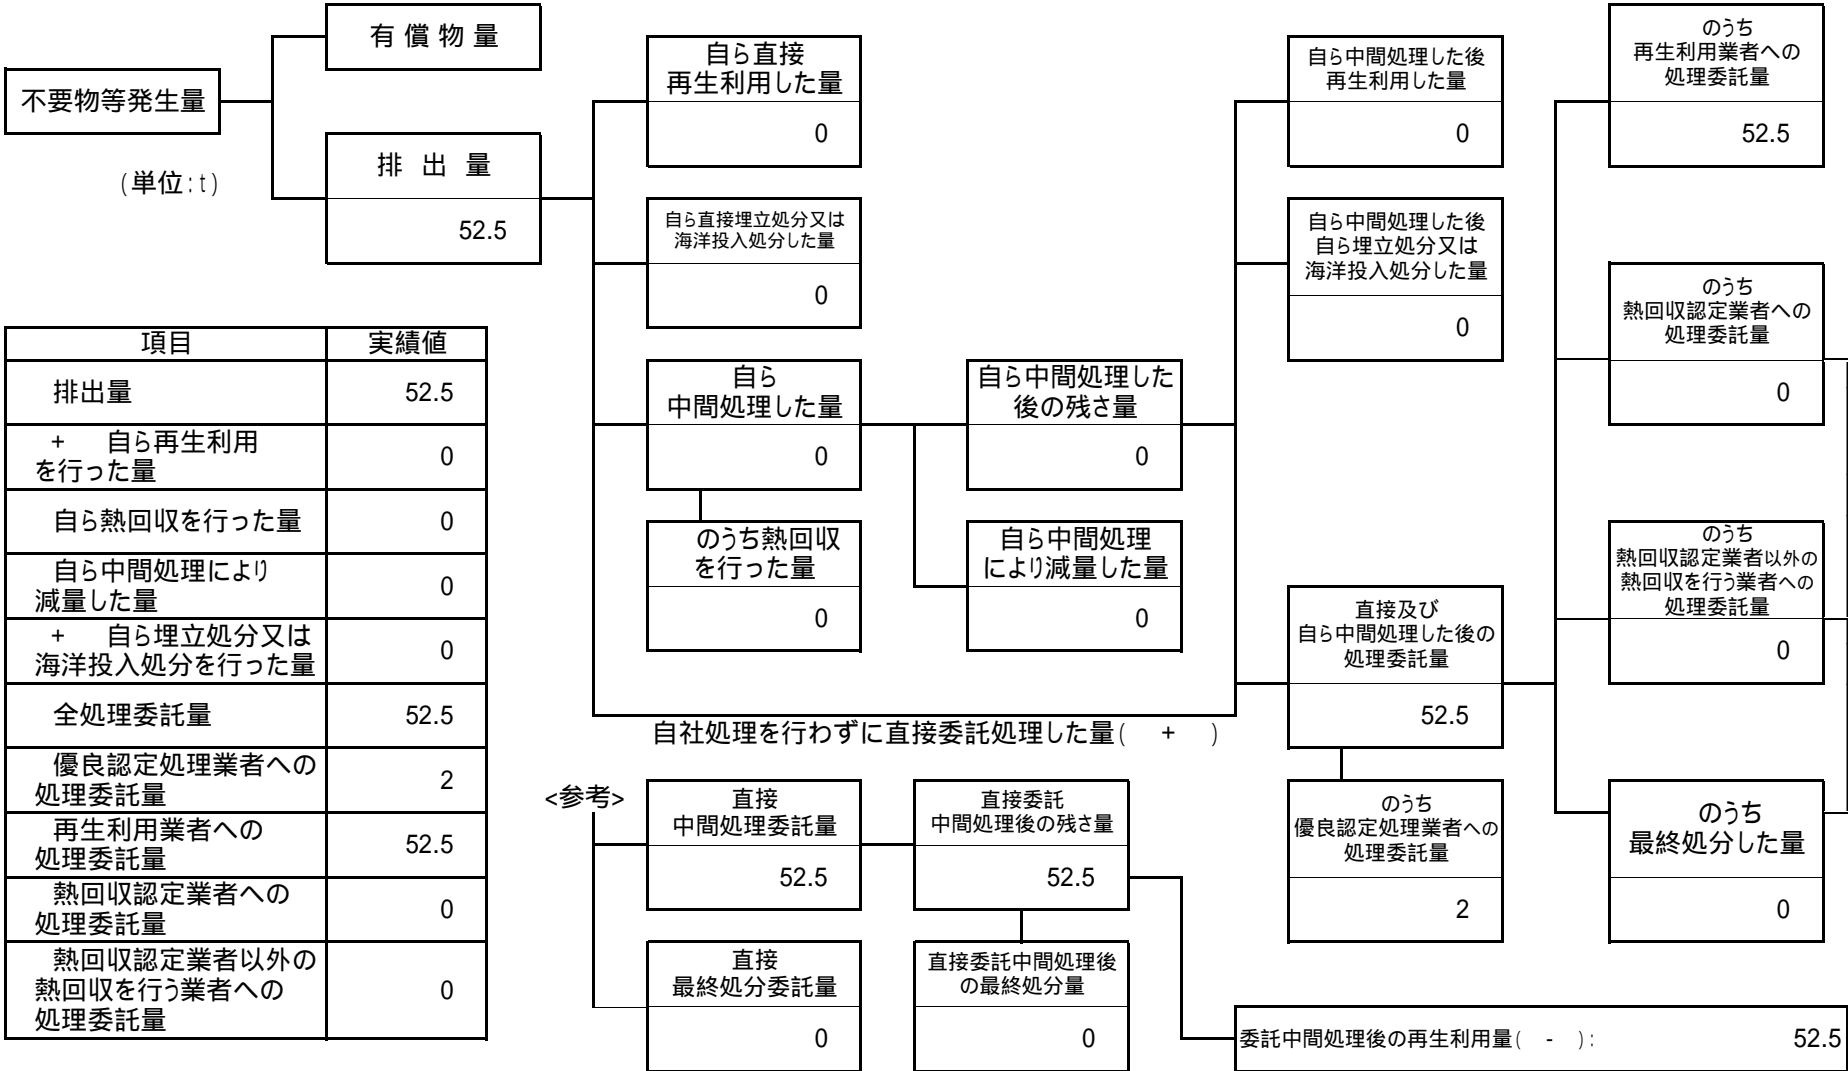 有 償 物 量
不要物等発生量
排 出 量
52.5
(単位:t)
自ら直接
再生利用した量
0
自ら直接埋立処分又は
海洋投入処分した量
0
自ら
中間処理した量
0
のうち熱回収
を行った量
0
自ら中間処理した
後の残さ量
0
自ら中間処理
により減量した量
0
自ら中間処理した後
再生利用した量
0
自ら中間処理した後
自ら埋立処分又は
海洋投入処分した量
0
直接及び
自ら中間処理した後の
処理委託量
52.5
のうち
優良認定処理業者への
処理委託量
2
のうち
再生利用業者への
処理委託量
52.5
のうち
熱回収認定業者への
処理委託量
0
のうち
熱回収認定業者以外の
熱回収を行う業者への
処理委託量
0
のうち
最終処分した量
0
自社処理を行わずに直接委託処理した量( + )
項目 実績値
排出量 52.5
+ 自ら再生利用
を行った量 0
自ら熱回収を行った量 0
自ら中間処理により
減量した量 0
+ 自ら埋立処分又は
海洋投入処分を行った量 0
全処理委託量 52.5
優良認定処理業者への
処理委託量 2
再生利用業者への
処理委託量 52.5
熱回収認定業者への
処理委託量 0
熱回収認定業者以外の
熱回収を行う業者への
処理委託量 0
<参考>
直接
中間処理委託量
52.5
直接委託
中間処理後の残さ量
52.5
直接
最終処分委託量
0
直接委託中間処理後
の最終処分量
0
委託中間処理後の再生利用量( - ): 52.5